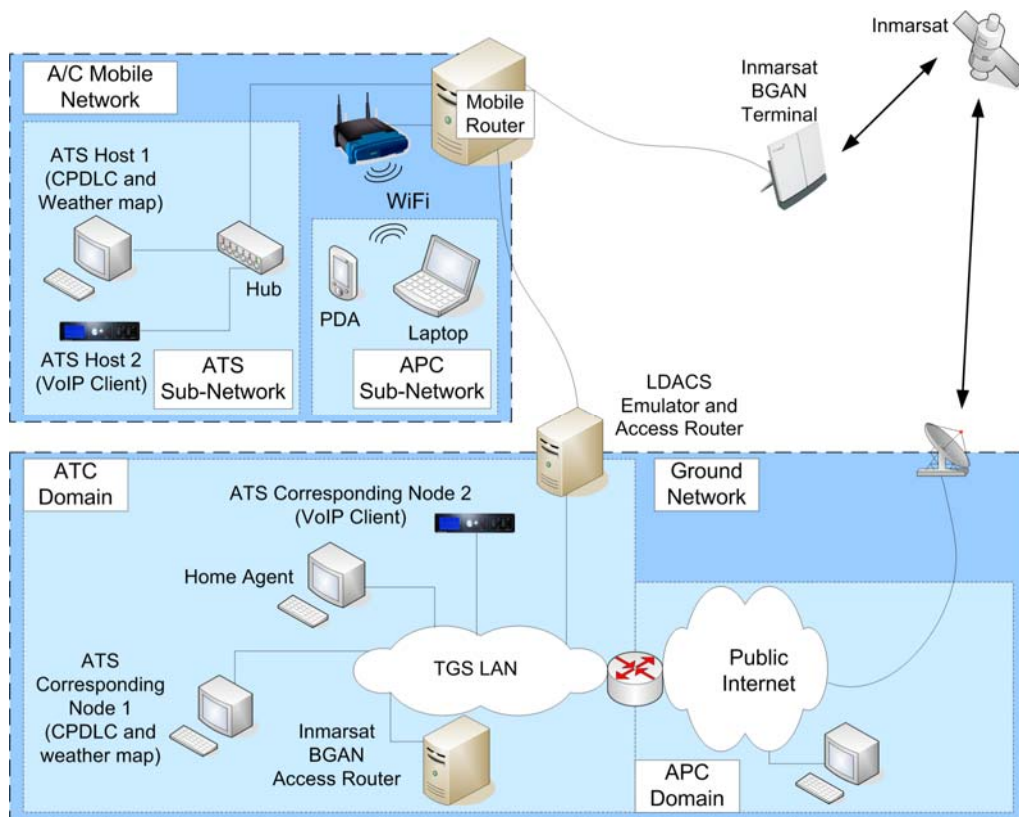 A/C Mobile
Network
ATS Host 1
(CPDLC and
Weather map)
Hub
ATS Host 2
(VoIP Client)
ATS
Sub-Network
Mobile
Router
WiFi
PDA
Laptop
APC
Sub-Network
Inmarsat
BGAN
Terminal
Inmarsat
LDACS
Emulator and
Access Router
ATC
Domain
ATS Corresponding Node 2
(VoIP Client)
Home Agent
ATS
Corresponding
Node 1
(CPDLC and
weather map)
TGS LAN
Inmarsat
BGAN
Access Router
Ground
Network
Public
Internet
APC
Domain